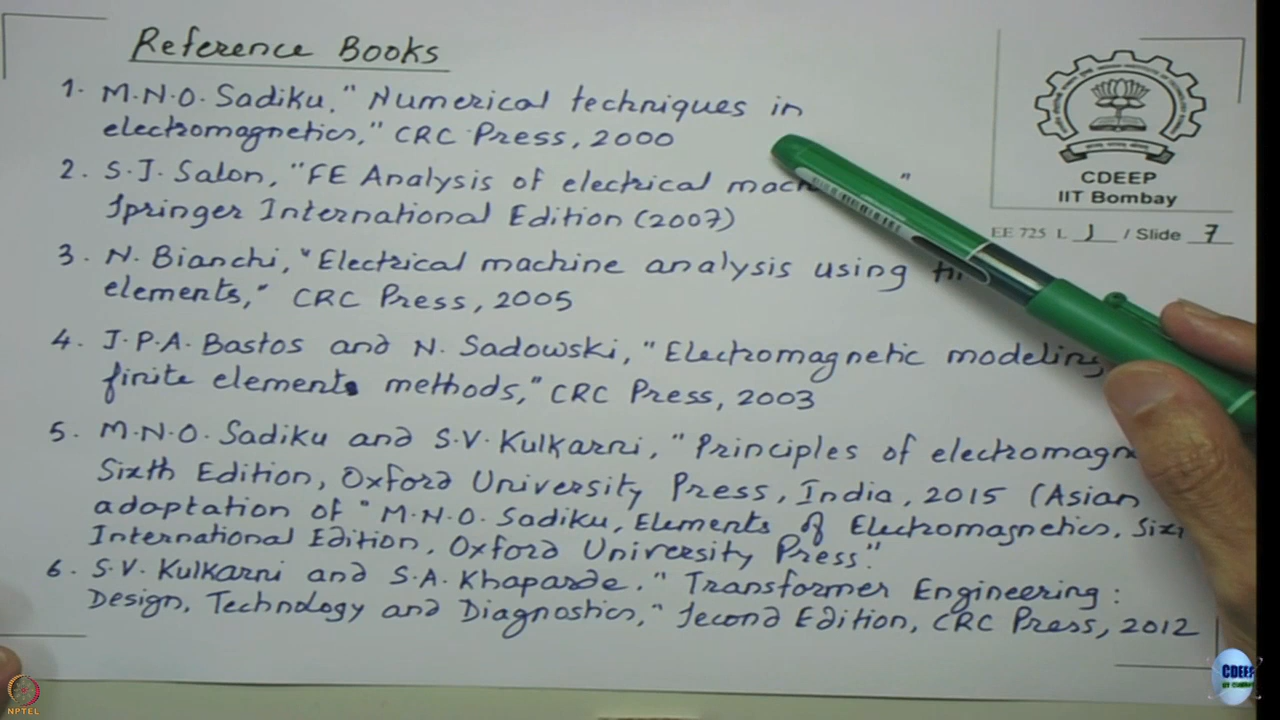 Reference Books
1. M.N.O. Sadiku, "Numerical techniques in
electromagnetics," CRC Press, 2000
2. S.J. Salon, "FE Analysis of electrical "
Springer International Edition (2007)
3. N. Bianchi, "Electrical machine analysis using
elements," CRC Press, 2005
4. J.P.A. Bastos and N. Sadowski, "Electromagnetic modeling
finite element methods," CRC Press, 2003
5. M.N.O. Sadiku and S.V. Kulkarni, "Principles of
Sixth Edition, Oxford University Press, India, 2015 (Asian
adaptation of "M.N.O. Sadiku, Elements of Electromagnetics,
International Edition, Oxford University Press".
6. S.V. Kulkarni and S.A. Khaparde, "Transformer Engineering:
Design, Technology and Diagnostics," Second Edition, CRC Press, 2012
CDEEP
IIT Bombay
EE 725 L 1 / Slide 7
NPTEL
CDEEP